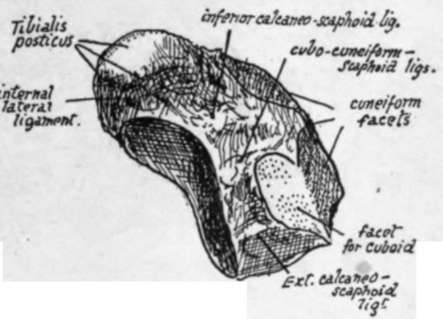 Tibialis
posticus
inferior calcaneo-scaphoid lig.
cubo-cuneiform-
scaphoid ligs.
internal
lateral
ligament.
cuneiform
facets
facet
for cuboid
Ext. calcaneo-
scaphoid
ligt.